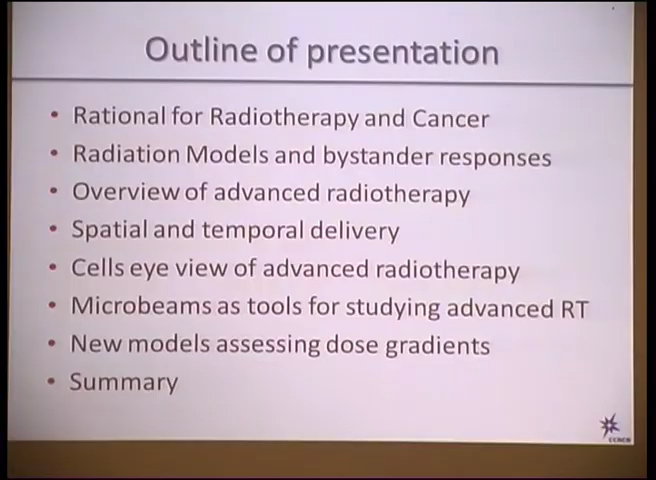 Outline of presentation
• Rational for Radiotherapy and Cancer
• Radiation Models and bystander responses
• Overview of advanced radiotherapy
• Spatial and temporal delivery
• Cells eye view of advanced radiotherapy
• Microbeams as tools for studying advanced RT
• New models assessing dose gradients
• Summary